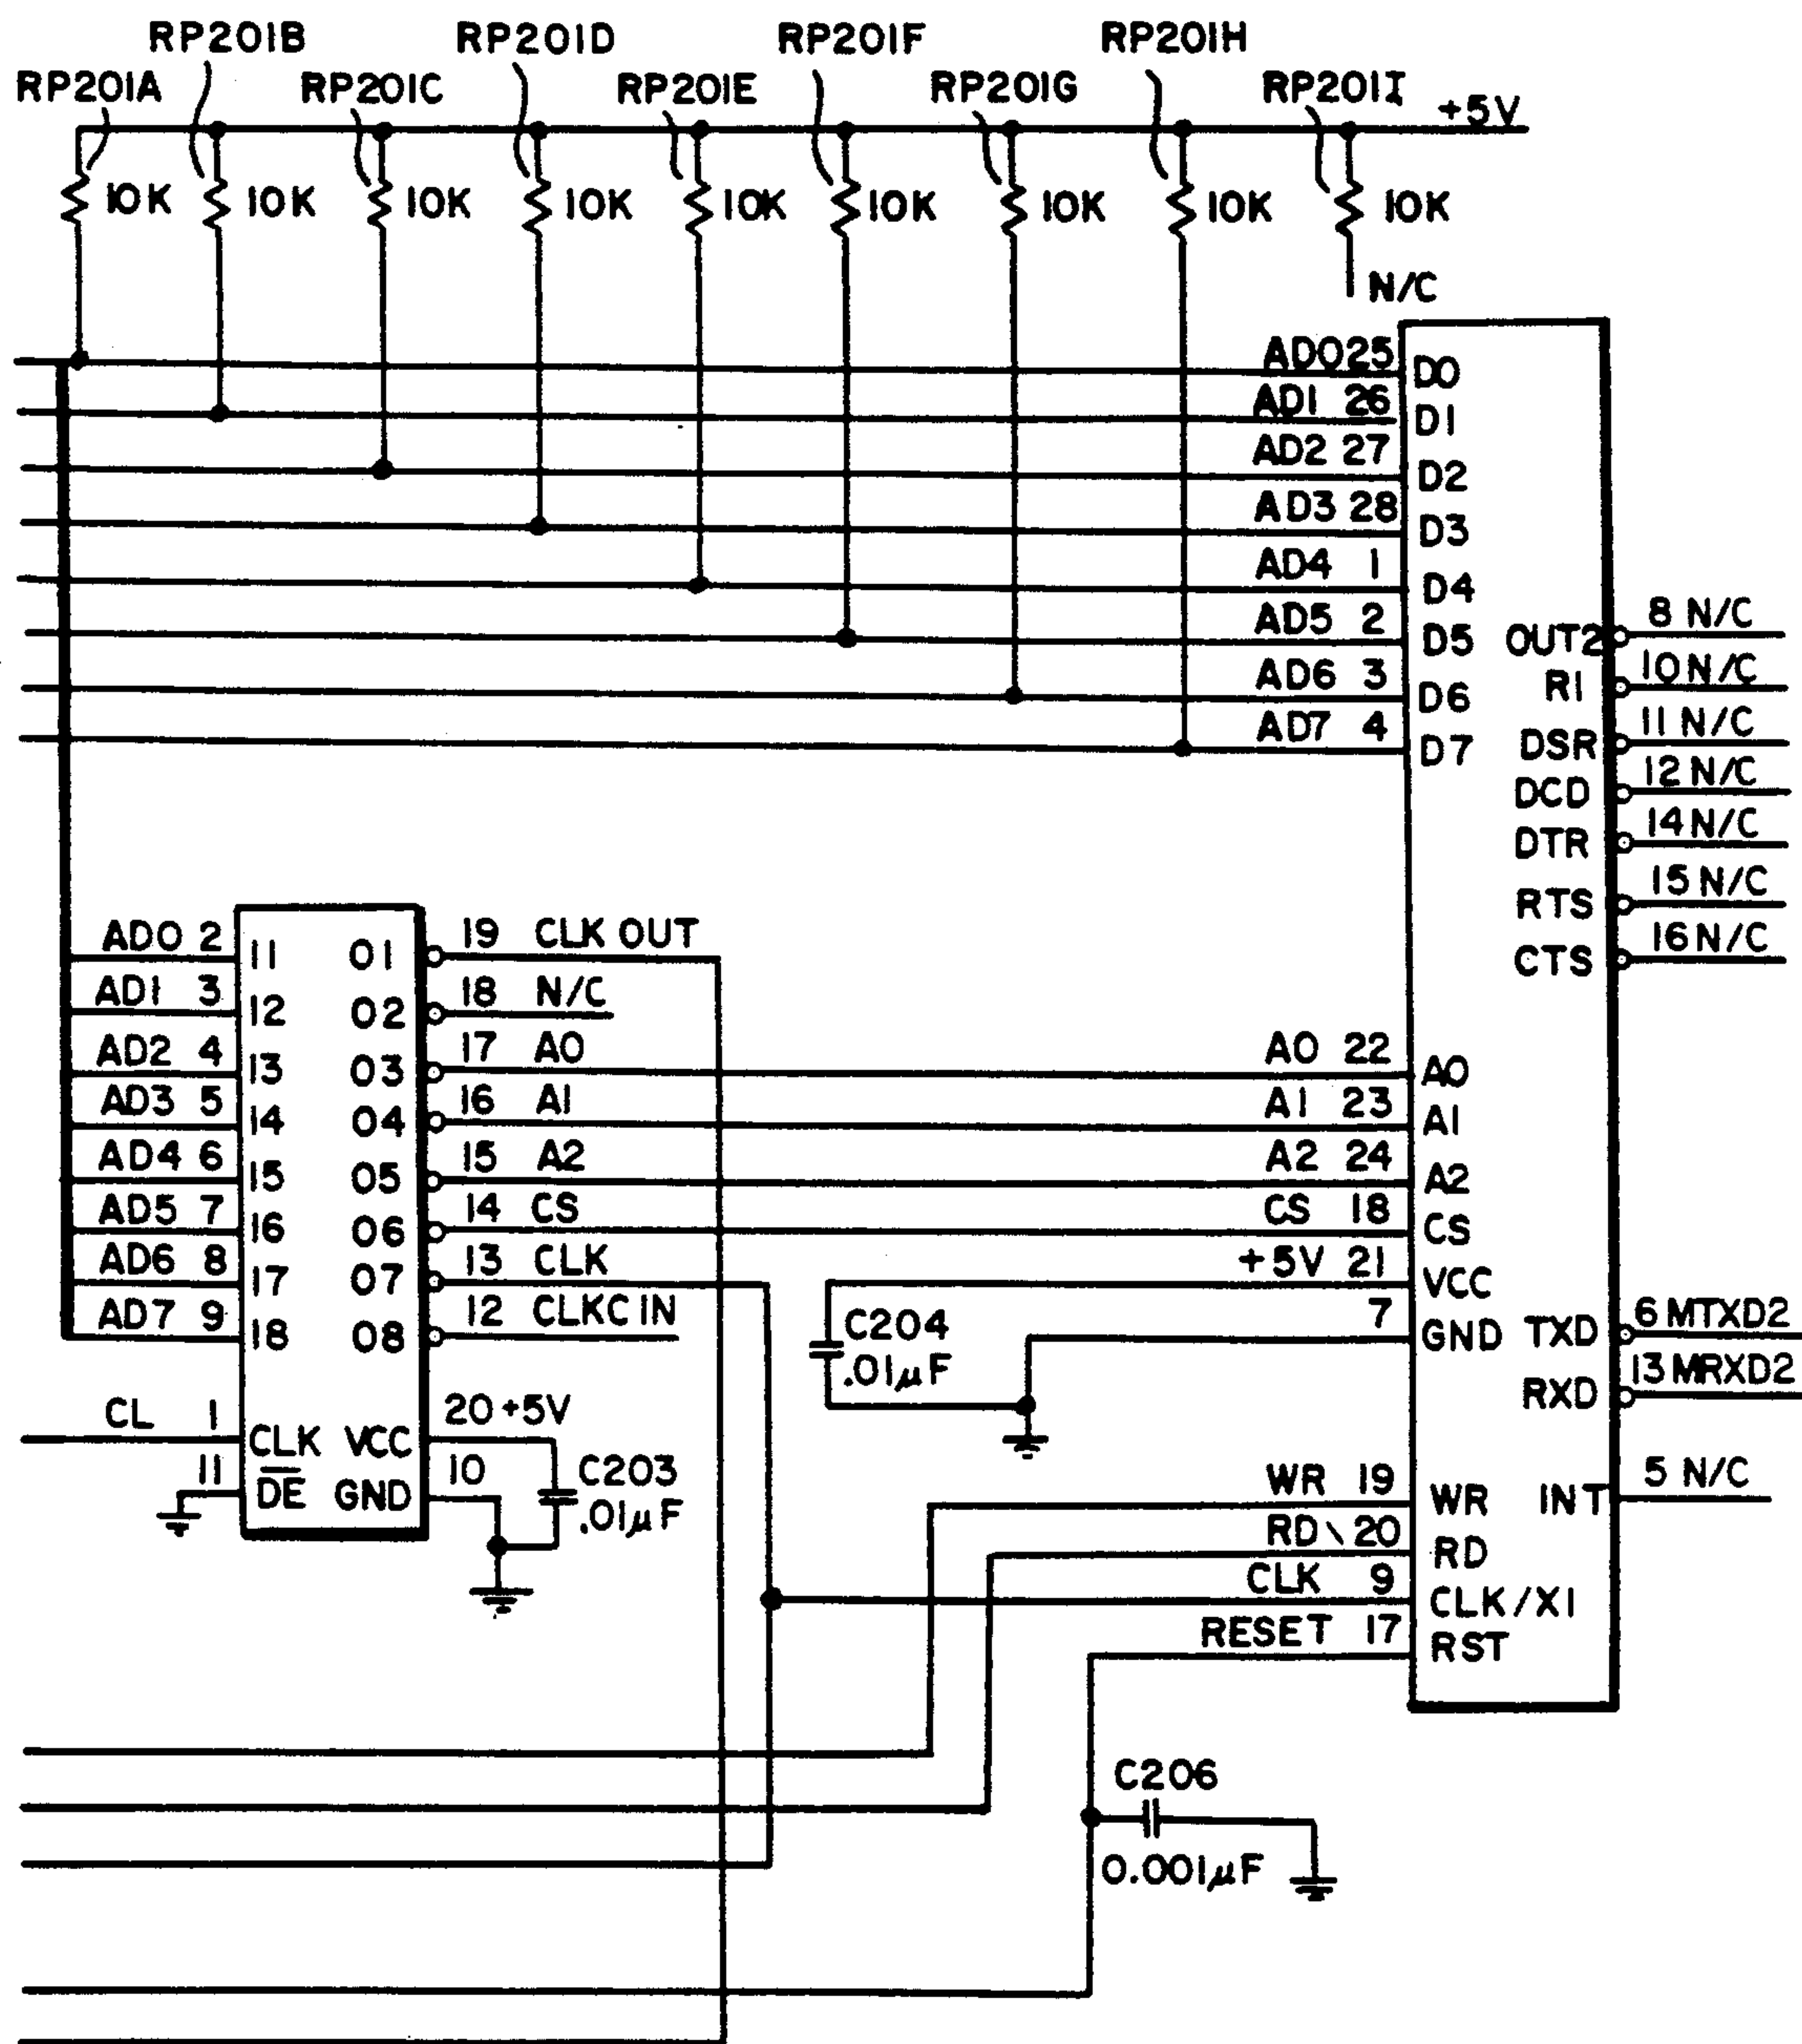 RP201B RP201D RP201F RP201H
RP201A RP201C RP201E RP201G RP201I +5V
10K 10K 10K 10K 10K 10K 10K 10K 10K
N/C
AD0 25 D0
AD1 26 D1
AD2 27 D2
AD3 28 D3
AD4 1 D4
AD5 2 D5
AD6 3 D6
AD7 4 D7
OUT2 8 N/C
RI 10 N/C
DSR 11 N/C
DCD 12 N/C
DTR 14 N/C
RTS 15 N/C
CTS 16 N/C
AD0 2 I1 O1 19 CLK OUT
AD1 3 I2 O2 18 N/C
AD2 4 I3 O3 17 A0
AD3 5 I4 O4 16 A1
AD4 6 I5 O5 15 A2
AD5 7 I6 O6 14 CS
AD6 8 I7 O7 13 CLK
AD7 9 I8 O8 12 CLKC IN
CL 1 CLK VCC 20 +5V
11 DE GND 10
C203
.01µF
A0 22 A0
A1 23 A1
A2 24 A2
CS 18 CS
+5V 21 VCC
7 GND
C204
.01µF
TXD 6 MTXD2
RXD 13 MRXD2
INT 5 N/C
WR 19 WR
RD \ 20 RD
CLK 9 CLK/XI
RESET 17 RST
C206
0.001µF